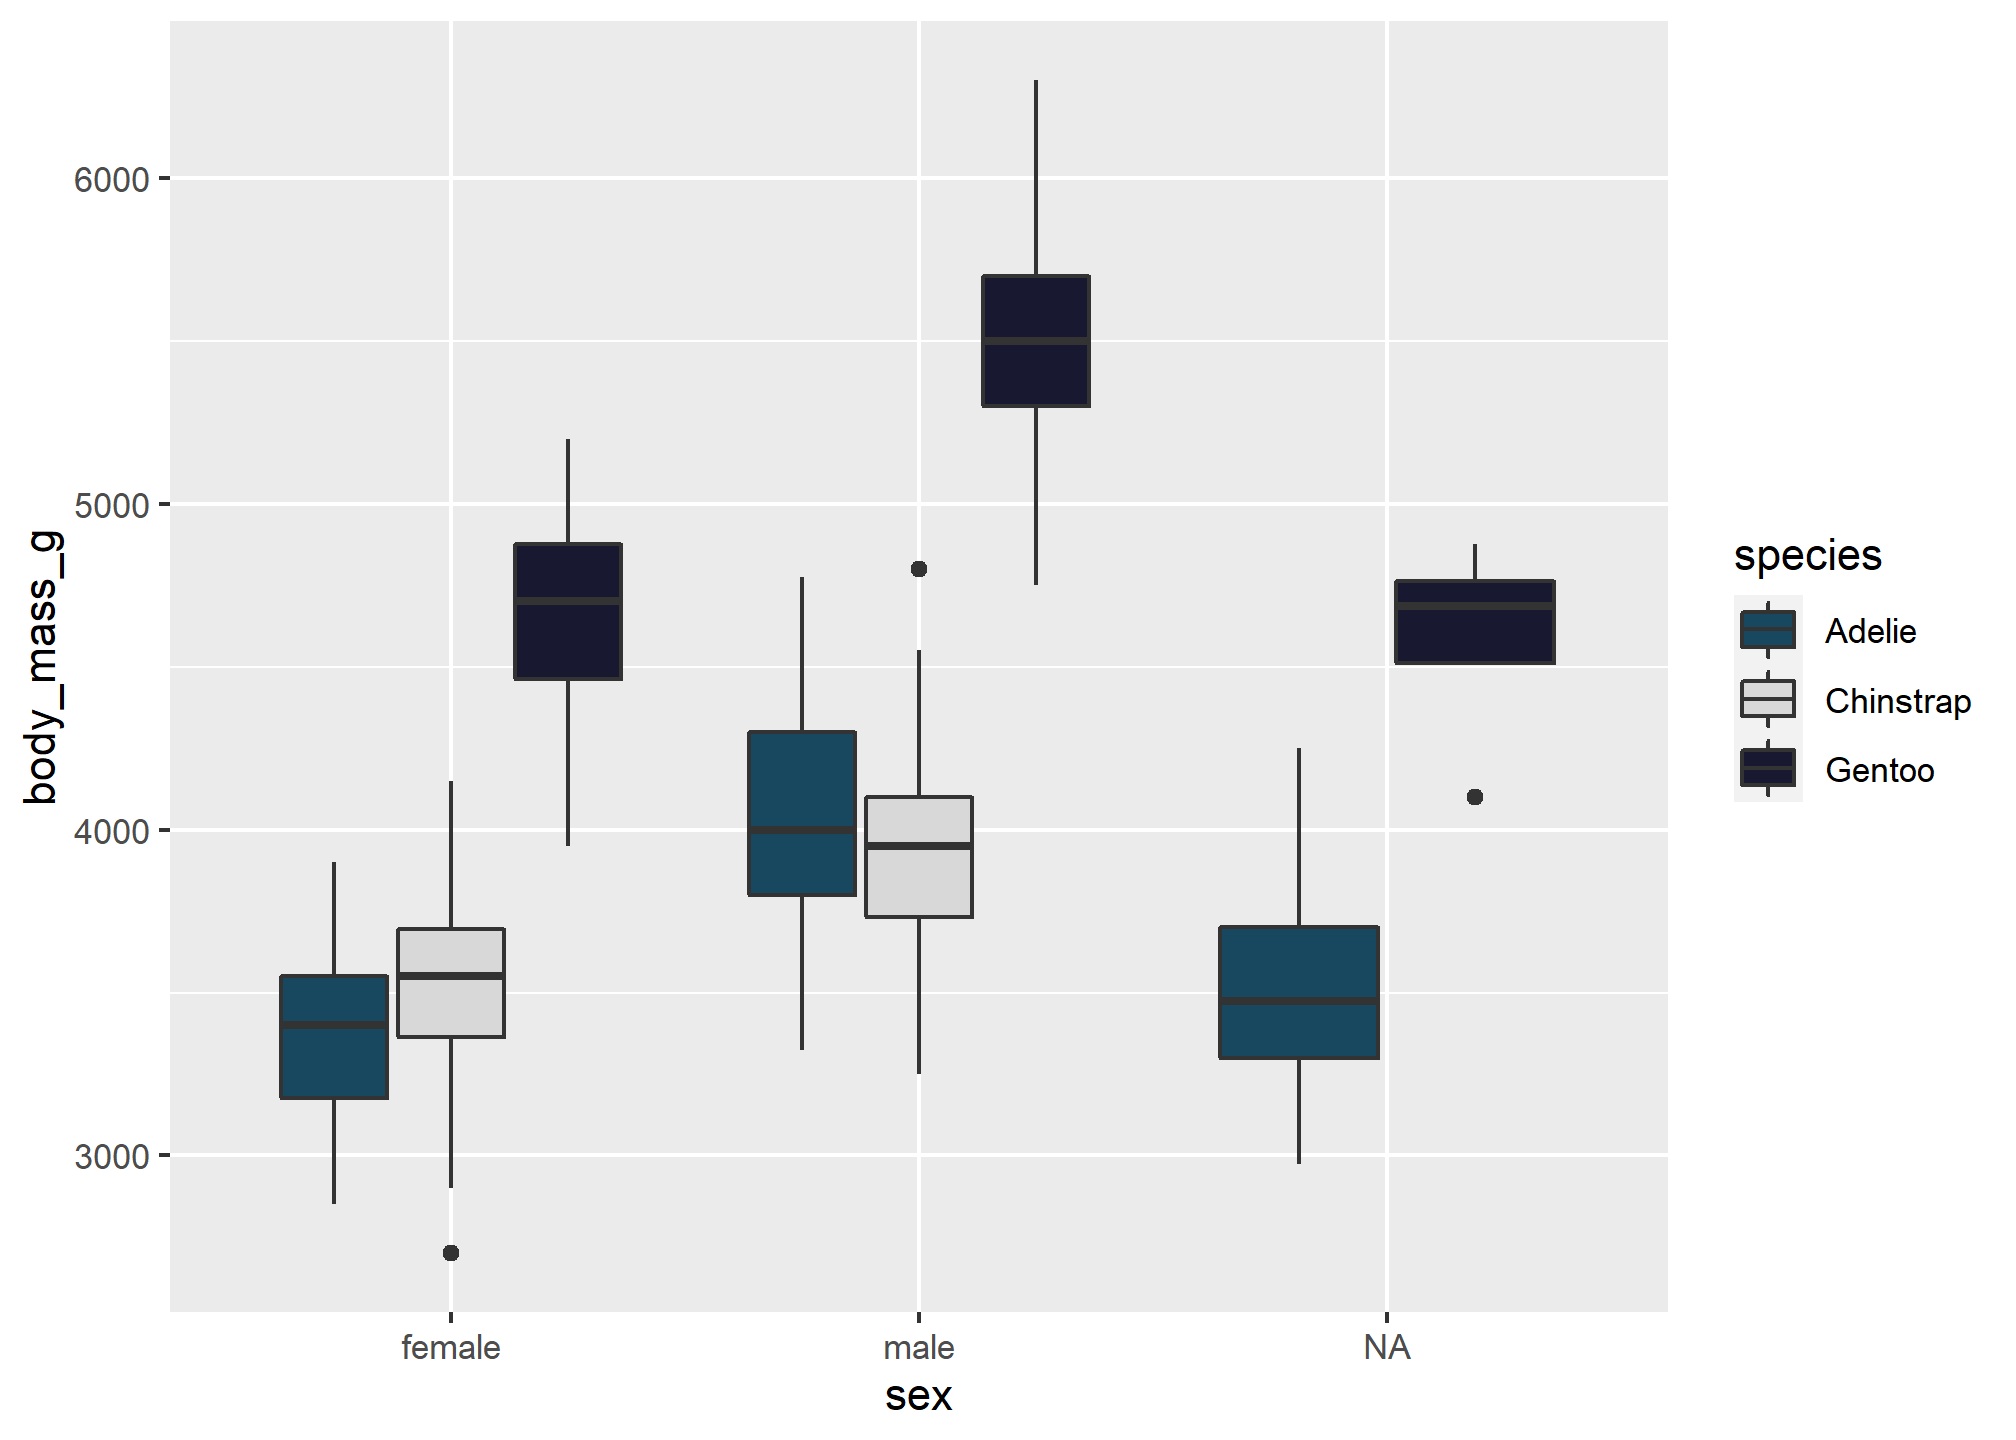 body_mass_g
6000
5000
4000
3000
female
male
NA
sex
species
Adelie
Chinstrap
Gentoo